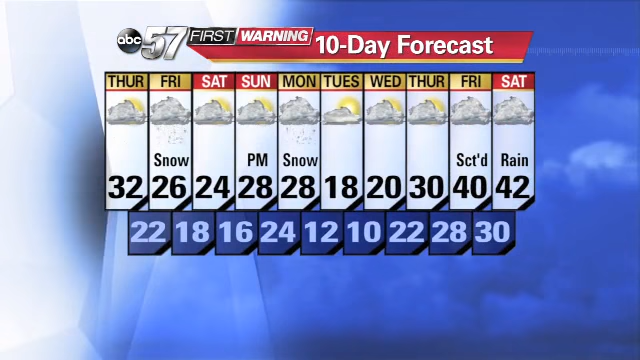 abc 57 FIRST WARNING 10-Day Forecast
THUR FRI SAT SUN MON TUES WED THUR FRI SAT
Snow PM Snow Sct'd Rain
32 26 24 28 28 18 20 30 40 42
22 18 16 24 12 10 22 28 30